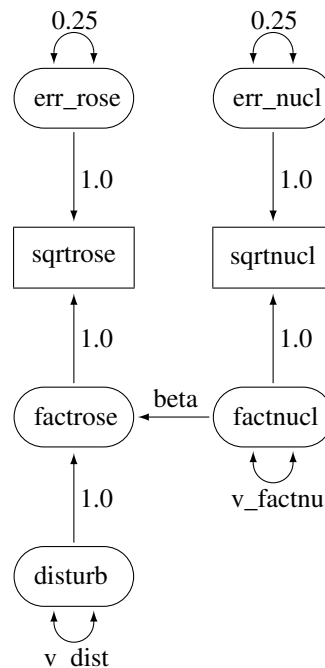 0.25 0.25
err_rose err_nucl
1.0 1.0
sqrtrose sqrtnucl
1.0 1.0
beta
factrose factnucl
v_factnu
1.0
disturb
v_dist